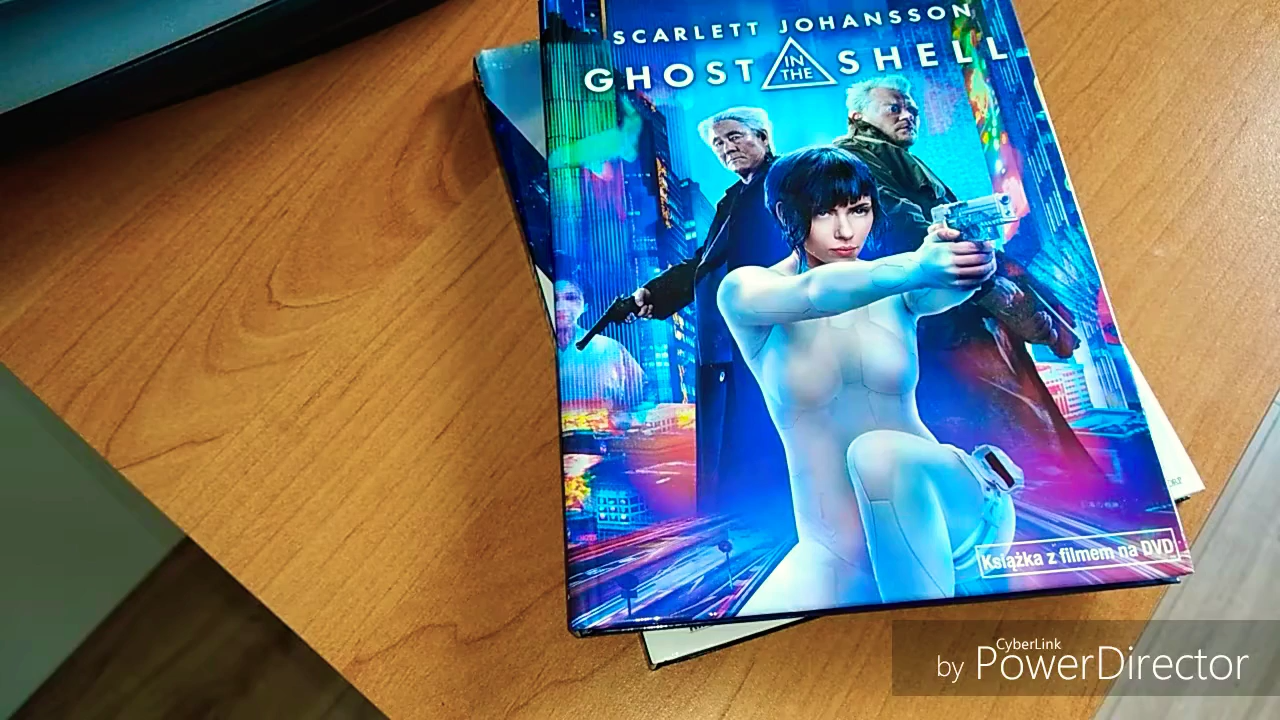 SCARLETT JOHANSSON
GHOST IN THE SHELL
Książka z filmem na DVD
CyberLink
by PowerDirector